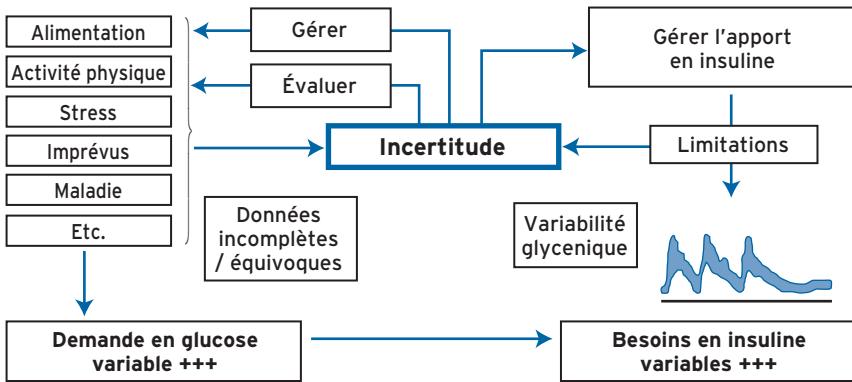 Alimentation
Activité physique
Stress
Imprévus
Maladie
Etc.
Gérer
Évaluer
Incertitude
Gérer l'apport
en insuline
Limitations
Données
incomplètes
/ équivoques
Variabilité
glycenique
Demande en glucose
variable +++
Besoins en insuline
variables +++